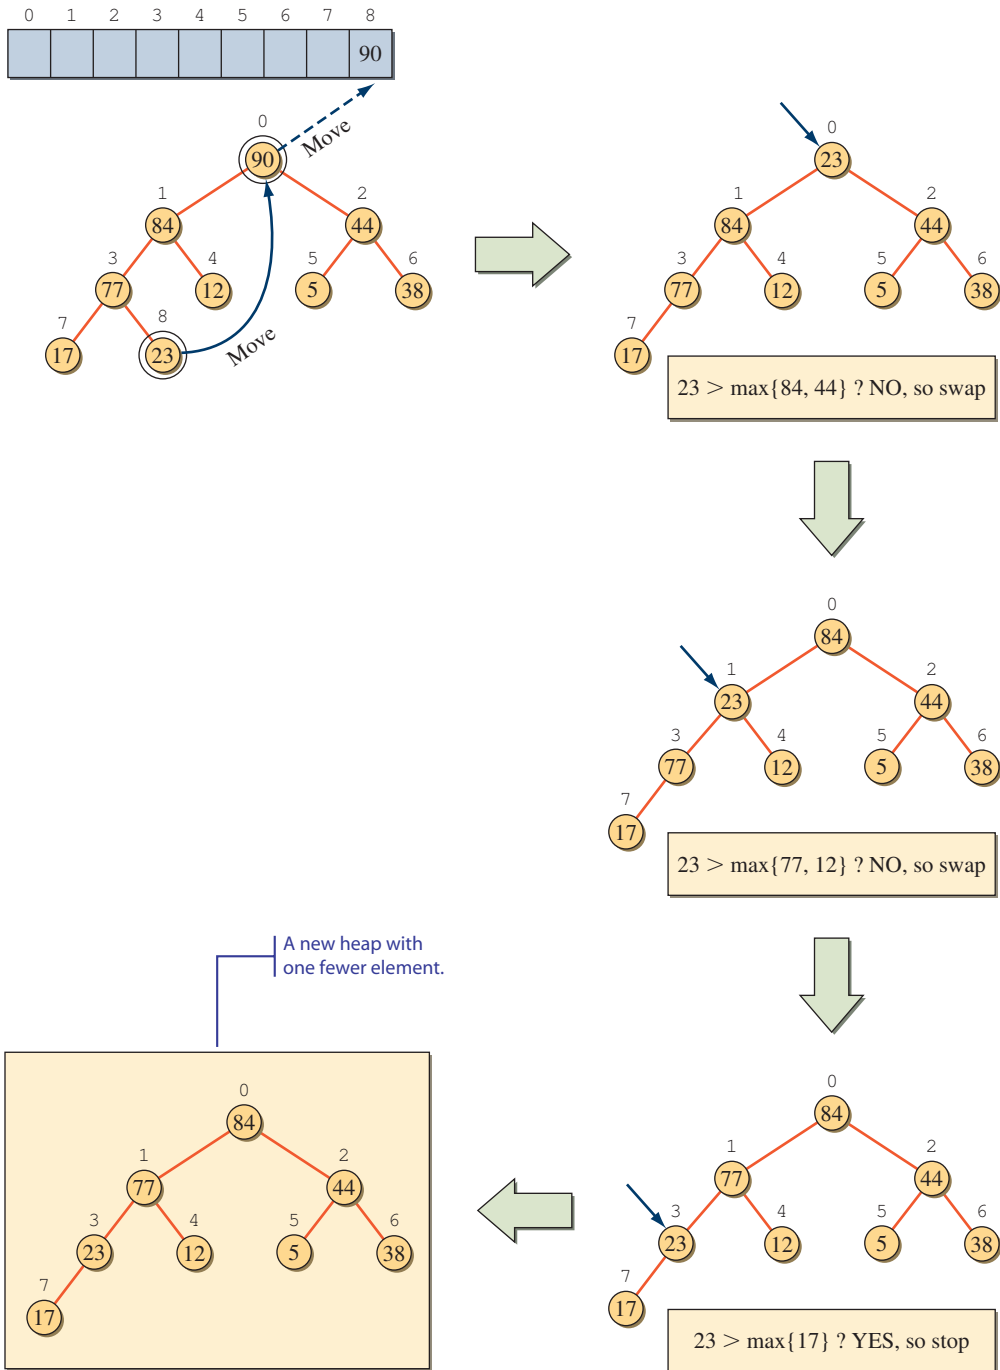 0 1 2 3 4 5 6 7 8
90
0
90
Move
1 2
84 44
3 4 5 6
77 12 5 38
7 8
17 23
Move
0
23
1 2
84 44
3 4 5 6
77 12 5 38
7
17
23 > max{84, 44} ? NO, so swap
0
84
1 2
23 44
3 4 5 6
77 12 5 38
7
17
23 > max{77, 12} ? NO, so swap
0
84
1 2
77 44
3 4 5 6
23 12 5 38
7
17
23 > max{17} ? YES, so stop
A new heap with
one fewer element.
0
84
1 2
77 44
3 4 5 6
23 12 5 38
7
17